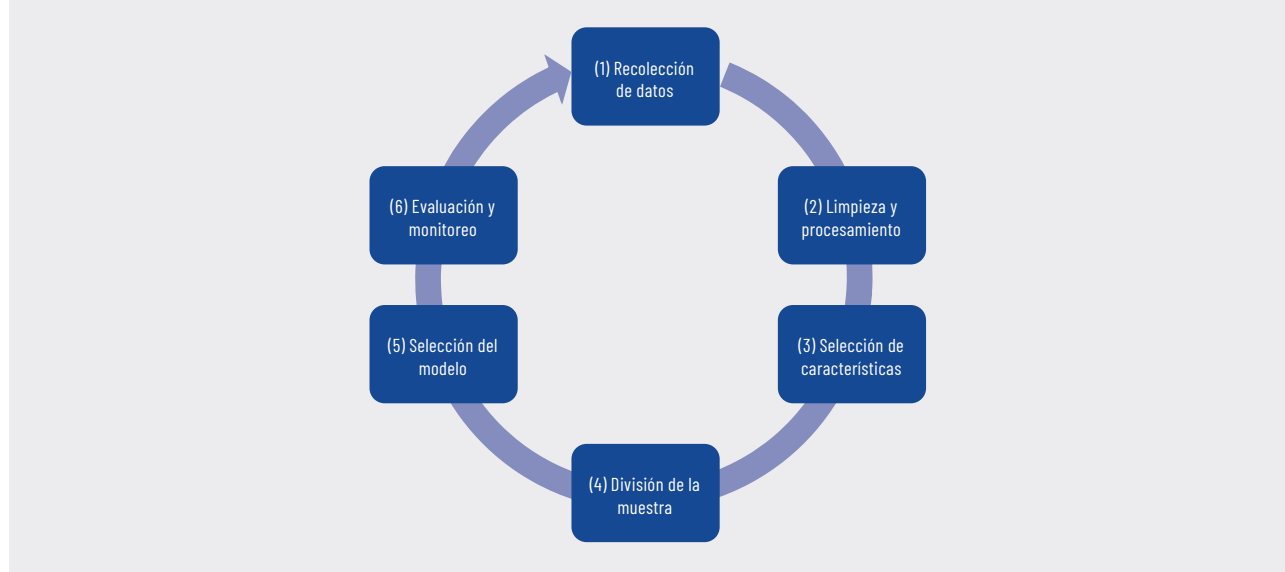 (1) Recolección
de datos
(2) Limpieza y
procesamiento
(3) Selección de
características
(4) División de la
muestra
(5) Selección del
modelo
(6) Evaluación y
monitoreo